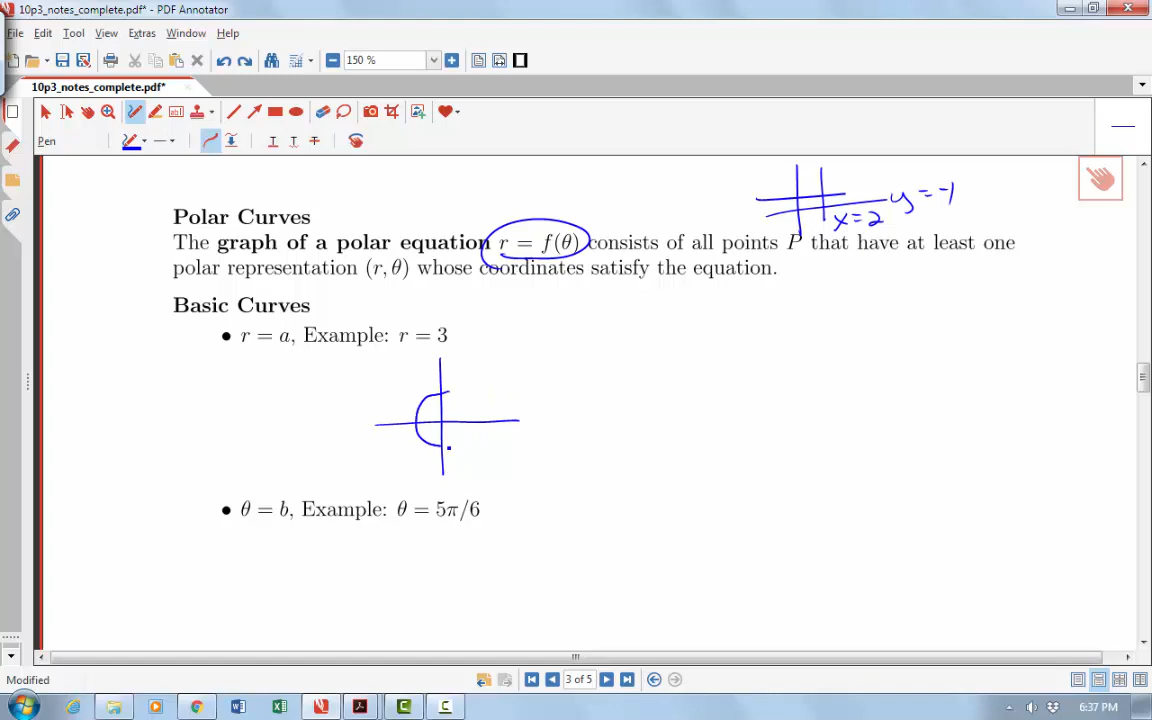 10p3_notes_complete.pdf* - PDF Annotator
File Edit Tool View Extras Window Help
150 %
10p3_notes_complete.pdf*
Pen
y = -1
x = 2
Polar Curves
The graph of a polar equation r = f(θ) consists of all points P that have at least one
polar representation (r, θ) whose coordinates satisfy the equation.
Basic Curves
• r = a, Example: r = 3
• θ = b, Example: θ = 5π/6
Modified
3 of 5
6:37 PM